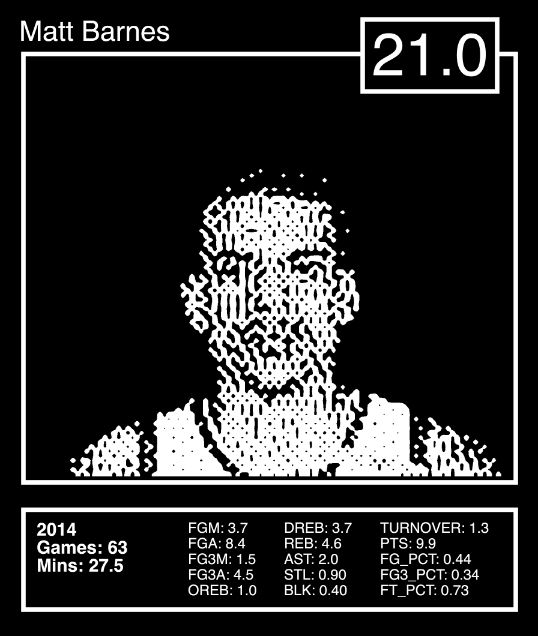 Matt Barnes
21.0
2014
Games: 63
Mins: 27.5
FGM: 3.7
FGA: 8.4
FG3M: 1.5
FG3A: 4.5
OREB: 1.0
DREB: 3.7
REB: 4.6
AST: 2.0
STL: 0.90
BLK: 0.40
TURNOVER: 1.3
PTS: 9.9
FG_PCT: 0.44
FG3_PCT: 0.34
FT_PCT: 0.73